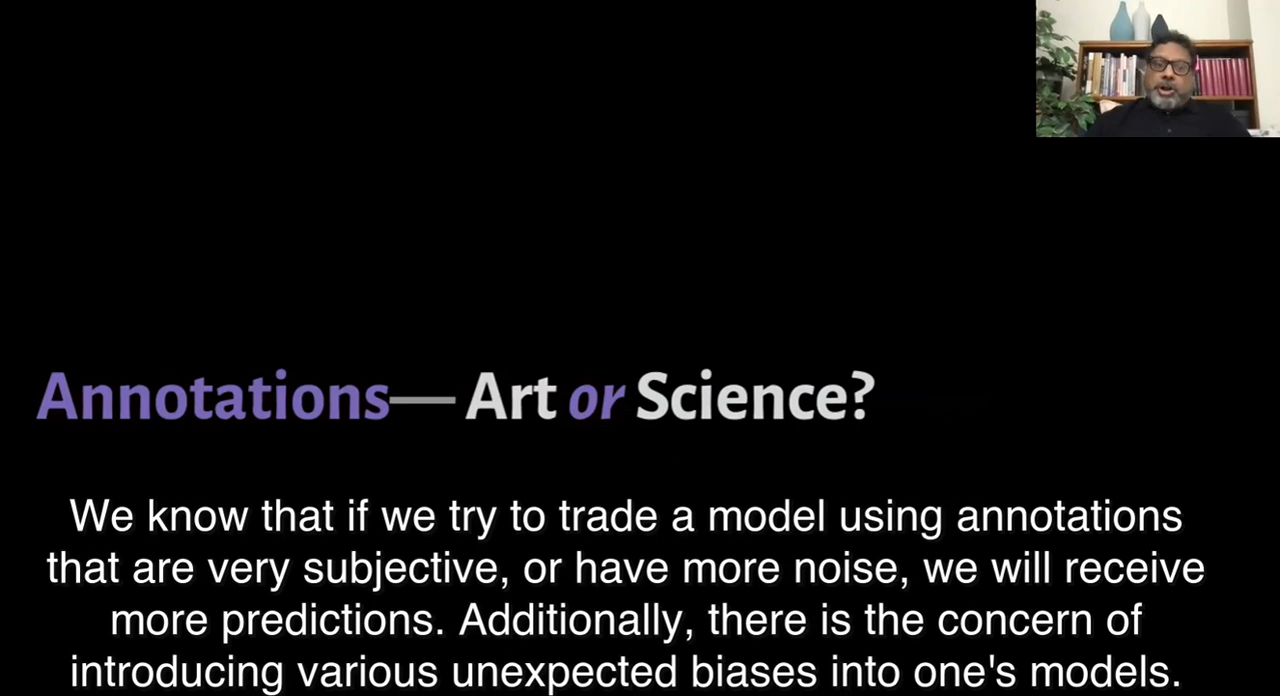 Annotations— Art or Science?
We know that if we try to trade a model using annotations
that are very subjective, or have more noise, we will receive
more predictions. Additionally, there is the concern of
introducing various unexpected biases into one's models.